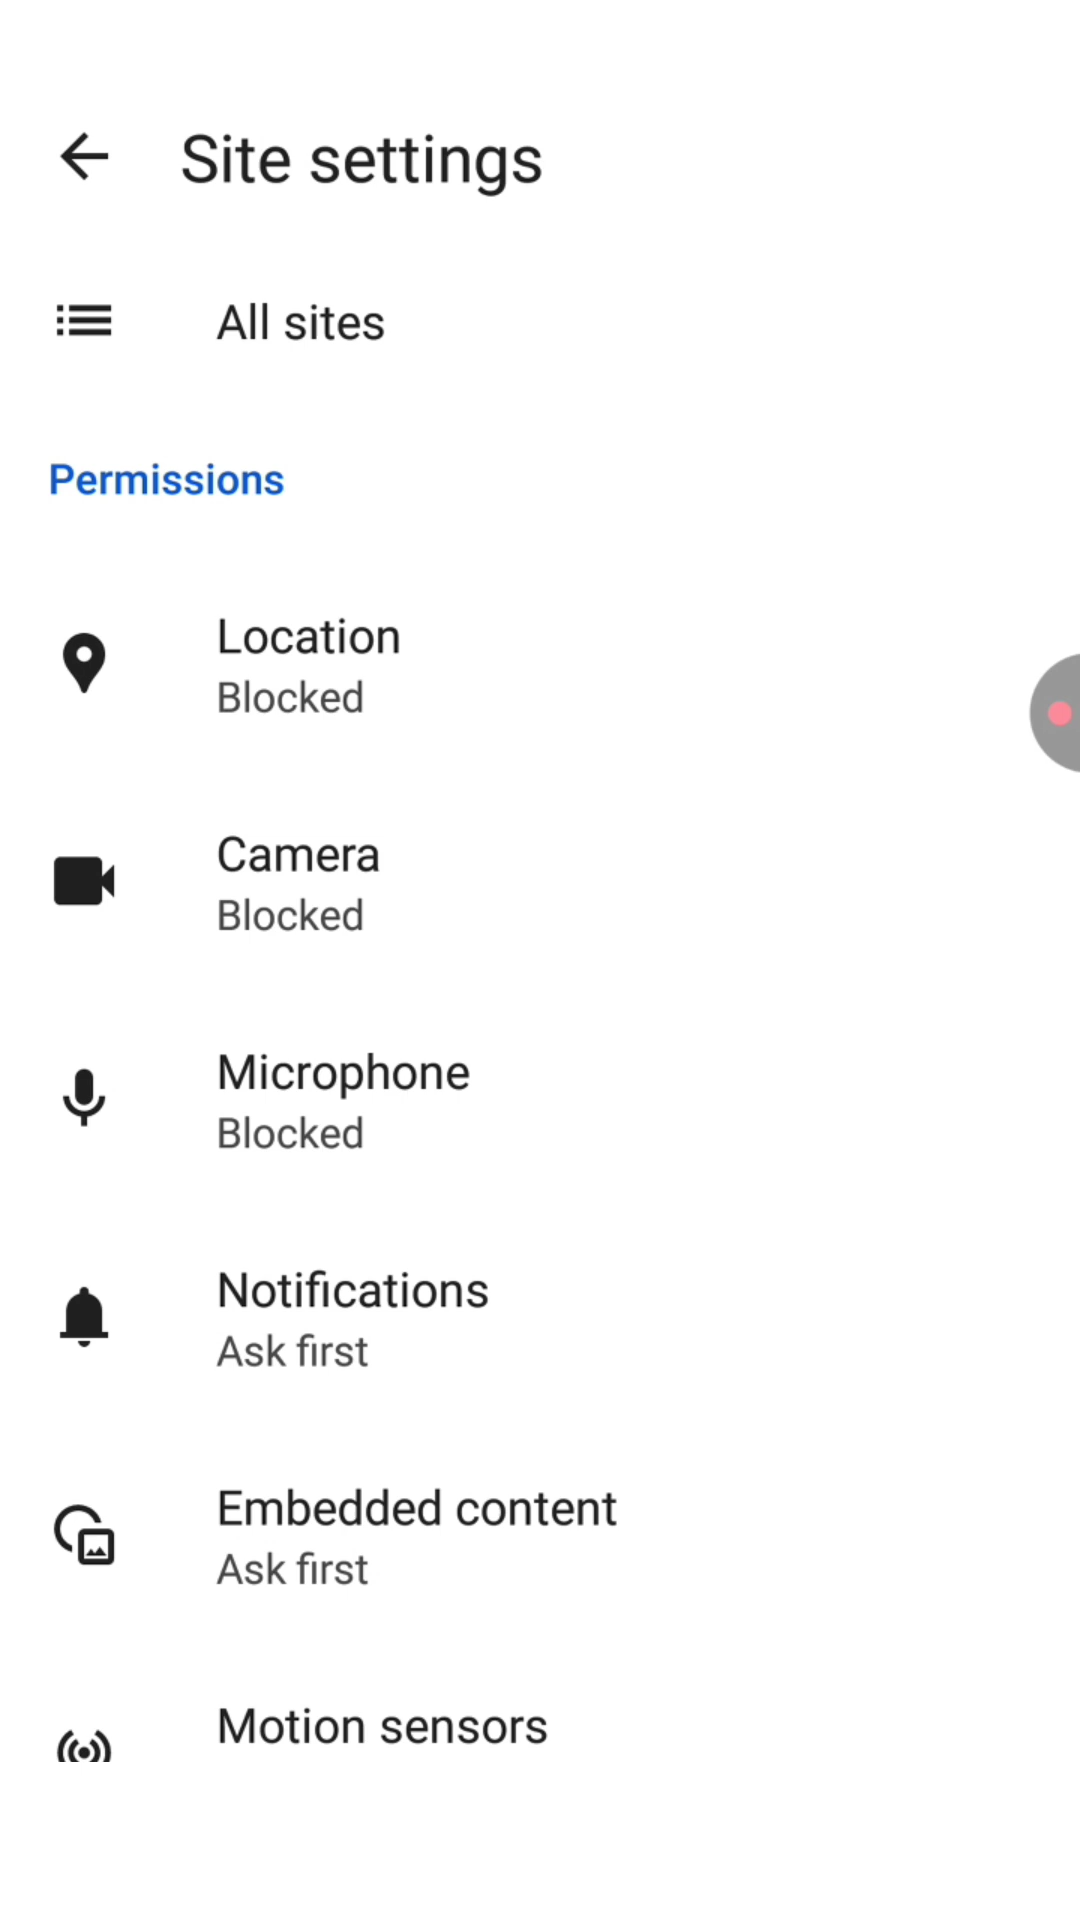 Site settings
All sites
Permissions
Location
Blocked
Camera
Blocked
Microphone
Blocked
Notifications
Ask first
Embedded content
Ask first
Motion sensors